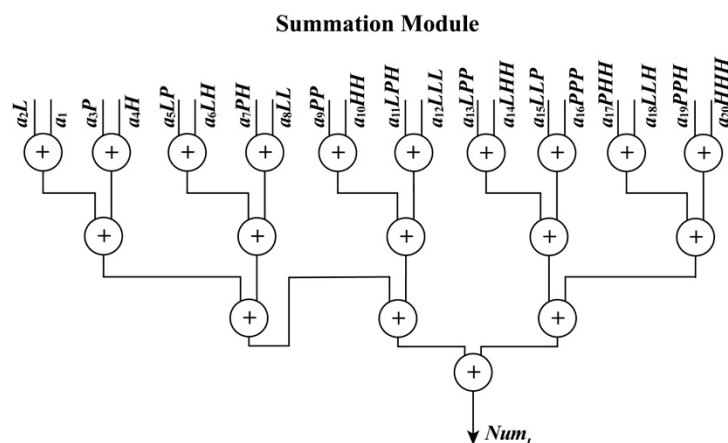 Summation Module
a₂L
a₁
a₃P
a₄H
a₅LP
a₆LH
a₇PH
a₈LL
a₉PP
a₁₀HH
a₁₁LPH
a₁₂LLL
a₁₃LPP
a₁₄LHH
a₁₅LLP
a₁₆PPP
a₁₇PHH
a₁₈LLH
a₁₉PPH
a₂₀HHH
+ + + + + + + + + +
+ + + + +
+ + +
+
Numₗ